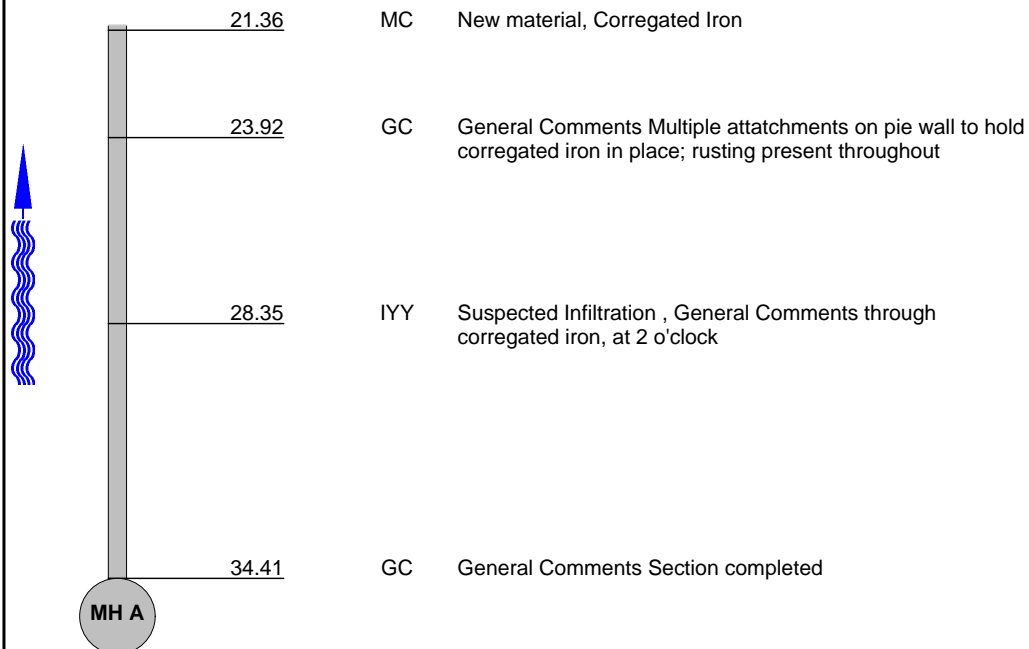 21.36 MC New material, Corregated Iron
23.92 GC General Comments Multiple attatchments on pie wall to hold
corregated iron in place; rusting present throughout
28.35 IYY Suspected Infiltration , General Comments through
corregated iron, at 2 o'clock
34.41 GC General Comments Section completed
MH A